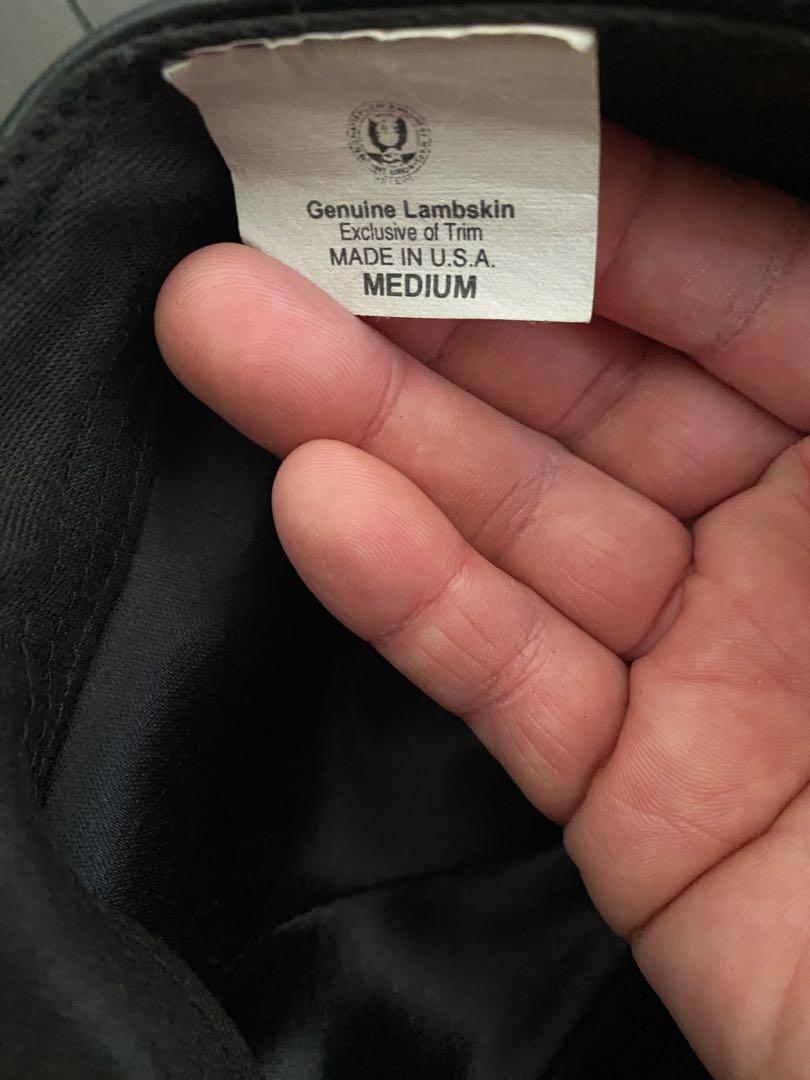 Genuine Lambskin
Exclusive of Trim
MADE IN U.S.A.
MEDIUM